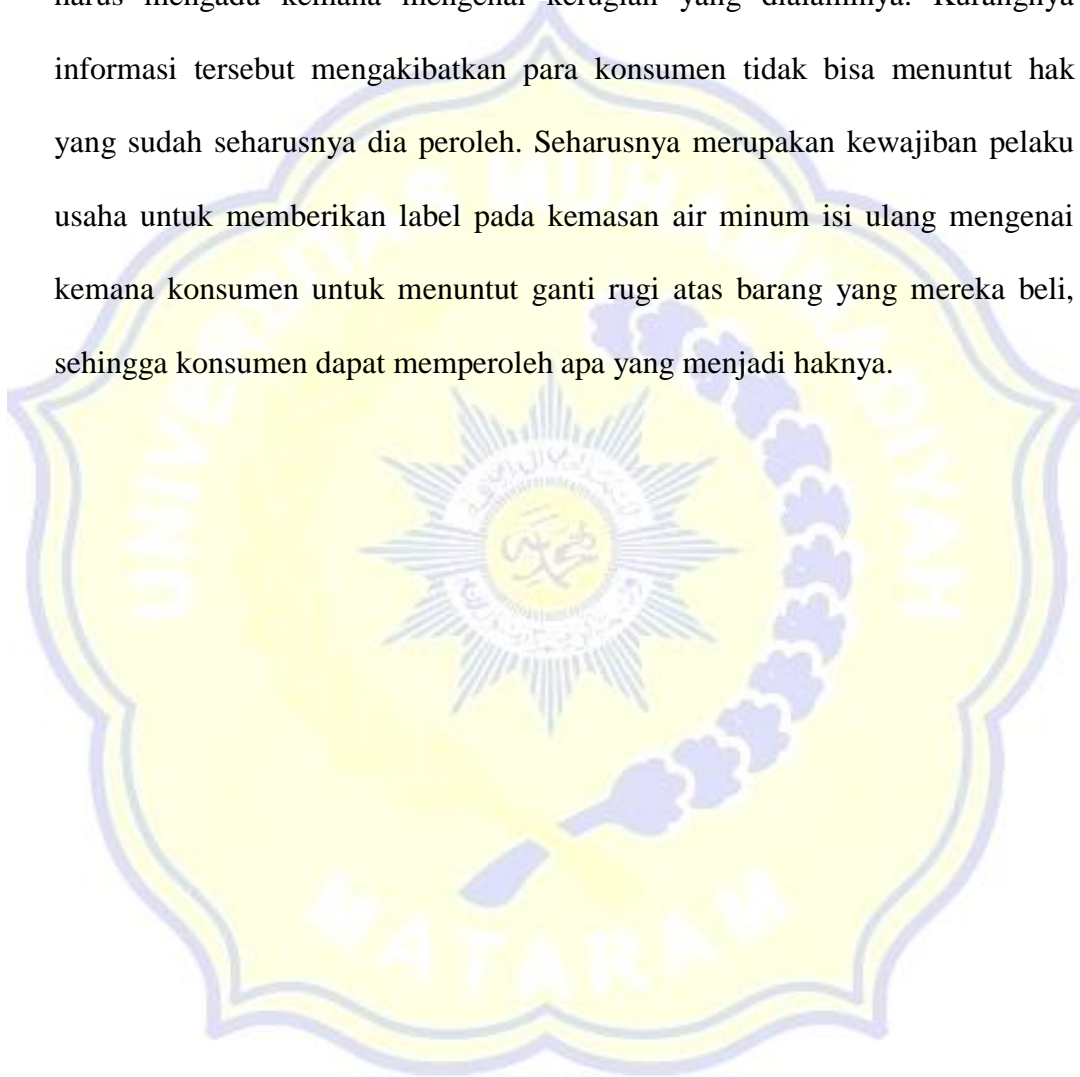 harus mengadu kemana mengenai kerugian yang dialaminya. Kurangnya
informasi tersebut mengakibatkan para konsumen tidak bisa menuntut hak
yang sudah seharusnya dia peroleh. Seharusnya merupakan kewajiban pelaku
usaha untuk memberikan label pada kemasan air minum isi ulang mengenai
kemana konsumen untuk menuntut ganti rugi atas barang yang mereka beli,
sehingga konsumen dapat memperoleh apa yang menjadi haknya.
UNIVERSITAS MUHAMMADIYAH
MATARAM